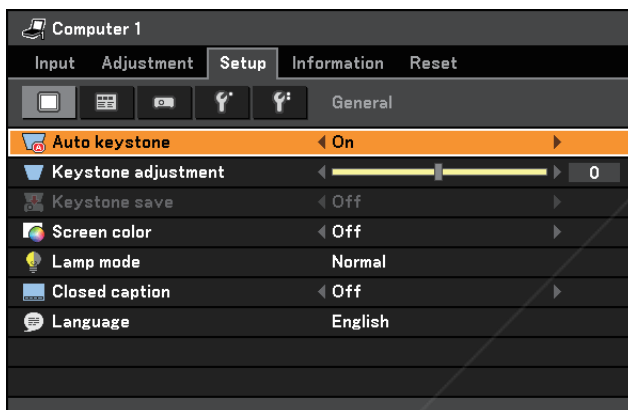 Computer 1
Input Adjustment Setup Information Reset
General
Auto keystone On
Keystone adjustment 0
Keystone save Off
Screen color Off
Lamp mode Normal
Closed caption Off
Language English